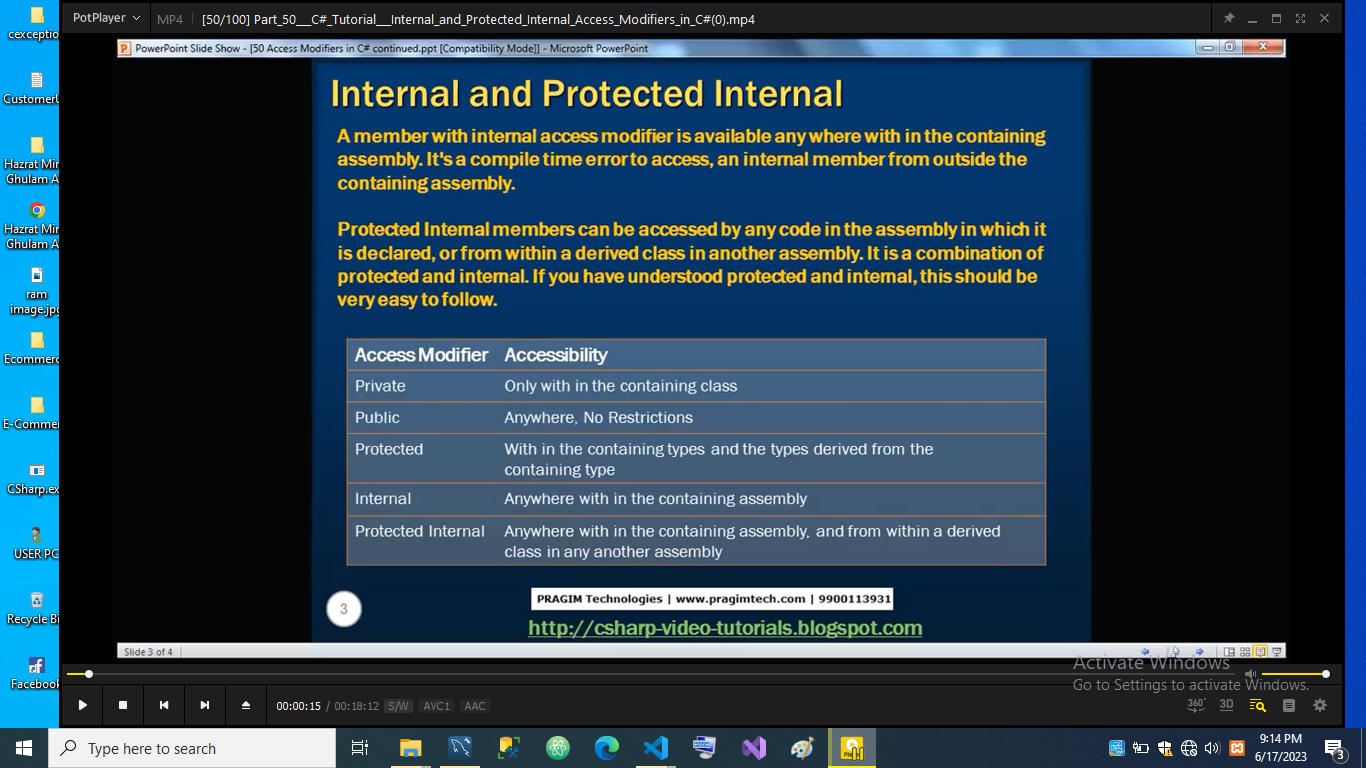 PotPlayer
MP4
[50/100] Part_50___C#_Tutorial___Internal_and_Protected_Internal_Access_Modifiers_in_C#(0).mp4
cexceptio
CustomerU
Hazrat Mir
Ghulam A
Hazrat Mir
Ghulam A
ram
image.jpg
Ecommerc
E-Commer
CSharp.ex
USER PC
Recycle Bi
Facebook
PowerPoint Slide Show - [50 Access Modifiers in C# continued.ppt [Compatibility Mode]] - Microsoft PowerPoint
Internal and Protected Internal
A member with internal access modifier is available any where with in the containing
assembly. It's a compile time error to access, an internal member from outside the
containing assembly.
Protected Internal members can be accessed by any code in the assembly in which it
is declared, or from within a derived class in another assembly. It is a combination of
protected and internal. If you have understood protected and internal, this should be
very easy to follow.
Access Modifier Accessibility
Private Only with in the containing class
Public Anywhere, No Restrictions
Protected With in the containing types and the types derived from the
containing type
Internal Anywhere with in the containing assembly
Protected Internal Anywhere with in the containing assembly, and from within a derived
class in any another assembly
3
PRAGIM Technologies | www.pragimtech.com | 9900113931
http://csharp-video-tutorials.blogspot.com
Slide 3 of 4
Activate Windows
Go to Settings to activate Windows.
00:00:15 / 00:18:12 S/W AVC1 AAC
360° 3D
Type here to search
9:14 PM
6/17/2023
3